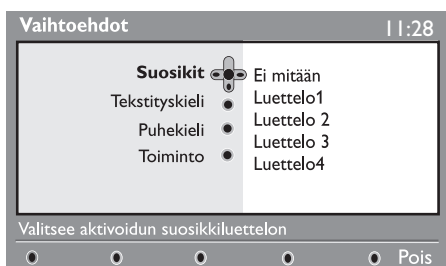 Vaihtoehdot 11:28
Suosikit
Tekstityskieli
Puhekieli
Toiminto
Ei mitään
Luettelo1
Luettelo 2
Luettelo 3
Luettelo4
Valitsee aktivoidun suosikkiluettelon
Pois